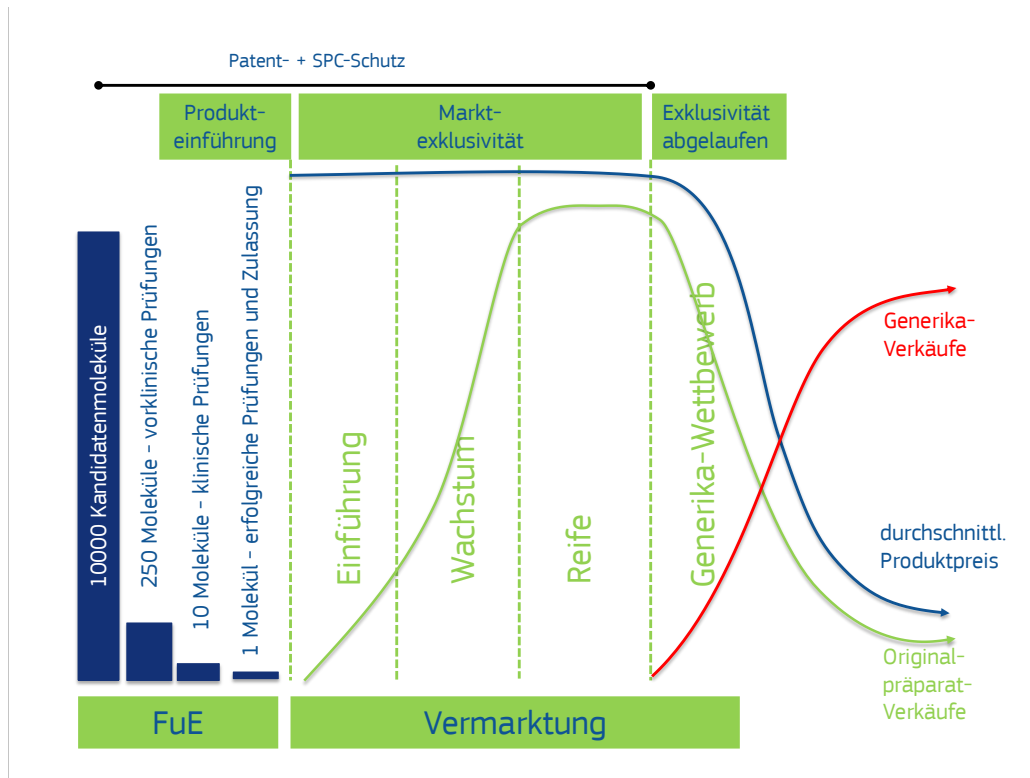 Patent- + SPC-Schutz
Produkt-
einführung
Markt-
exklusivität
Exklusivität
abgelaufen
10000 Kandidatenmoleküle
250 Moleküle - vorklinische Prüfungen
10 Moleküle - klinische Prüfungen
1 Molekül - erfolgreiche Prüfungen und Zulassung
Einführung
Wachstum
Reife
Generika-Wettbewerb
Generika-
Verkäufe
durchschnittl.
Produktpreis
Original-
präparat-
Verkäufe
FuE
Vermarktung